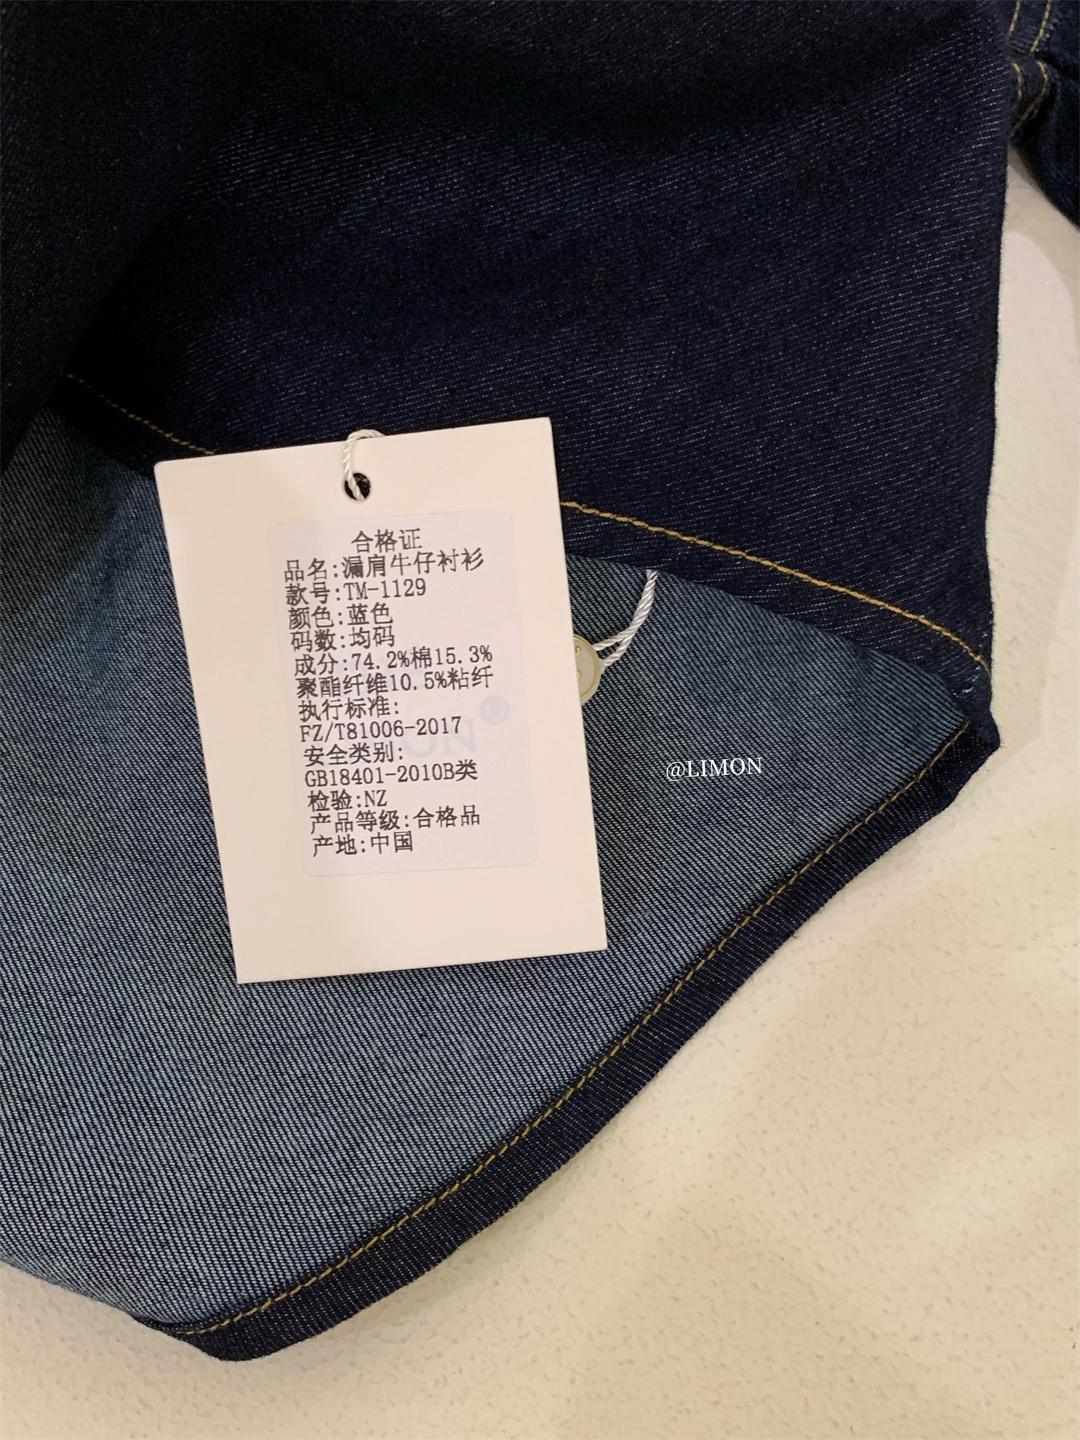 合格证
品名:漏肩牛仔衬衫
款号:TM-1129
颜色:蓝色
码数:均码
成分:74.2%棉15.3%
聚酯纤维10.5%粘纤
执行标准:
FZ/T81006-2017
安全类别:
GB18401-2010B类
检验:NZ
产品等级:合格品
产地:中国
@LIMON